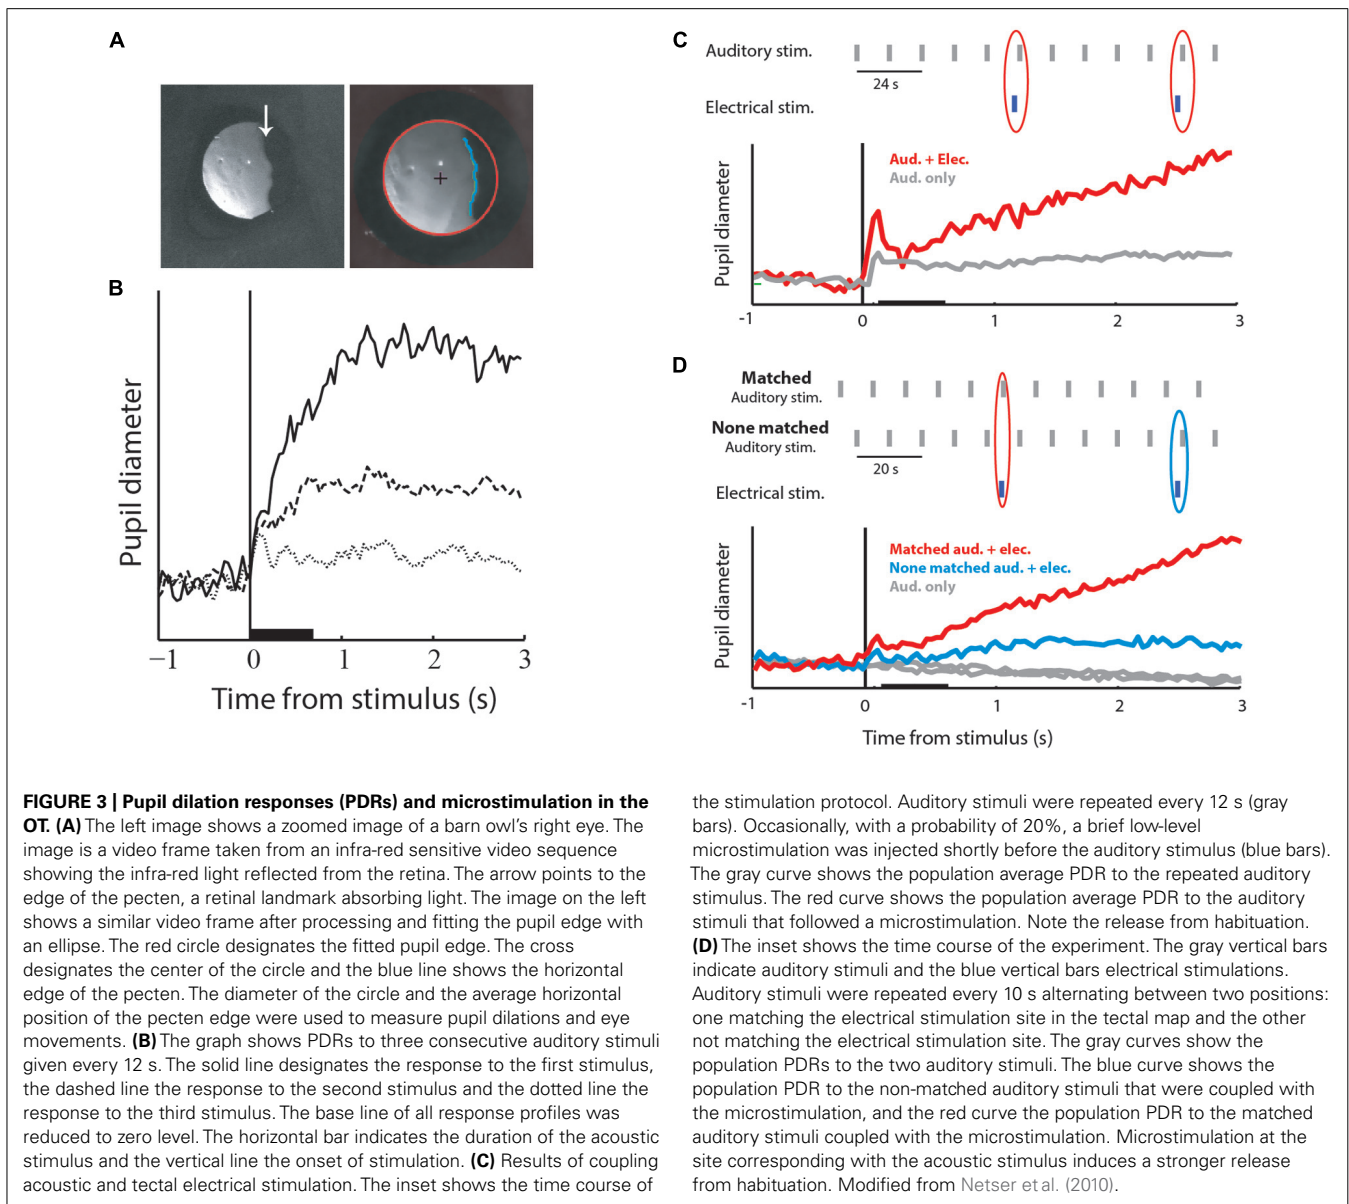 A
B
Pupil diameter
−1
0
1
2
3
Time from stimulus (s)
C
Auditory stim.
24 s
Electrical stim.
Pupil diameter
Aud. + Elec.
Aud. only
-1
0
1
2
3
D
Matched
Auditory stim.
None matched
Auditory stim.
20 s
Electrical stim.
Pupil diameter
Matched aud. + elec.
None matched aud. + elec.
Aud. only
-1
0
1
2
3
Time from stimulus (s)
FIGURE 3 | Pupil dilation responses (PDRs) and microstimulation in the
OT. (A) The left image shows a zoomed image of a barn owl's right eye. The
image is a video frame taken from an infra-red sensitive video sequence
showing the infra-red light reflected from the retina. The arrow points to the
edge of the pecten, a retinal landmark absorbing light. The image on the left
shows a similar video frame after processing and fitting the pupil edge with
an ellipse. The red circle designates the fitted pupil edge. The cross
designates the center of the circle and the blue line shows the horizontal
edge of the pecten. The diameter of the circle and the average horizontal
position of the pecten edge were used to measure pupil dilations and eye
movements. (B) The graph shows PDRs to three consecutive auditory stimuli
given every 12 s. The solid line designates the response to the first stimulus,
the dashed line the response to the second stimulus and the dotted line the
response to the third stimulus. The base line of all response profiles was
reduced to zero level. The horizontal bar indicates the duration of the acoustic
stimulus and the vertical line the onset of stimulation. (C) Results of coupling
acoustic and tectal electrical stimulation. The inset shows the time course of
the stimulation protocol. Auditory stimuli were repeated every 12 s (gray
bars). Occasionally, with a probability of 20%, a brief low-level
microstimulation was injected shortly before the auditory stimulus (blue bars).
The gray curve shows the population average PDR to the repeated auditory
stimulus. The red curve shows the population average PDR to the auditory
stimuli that followed a microstimulation. Note the release from habituation.
(D) The inset shows the time course of the experiment. The gray vertical bars
indicate auditory stimuli and the blue vertical bars electrical stimulations.
Auditory stimuli were repeated every 10 s alternating between two positions:
one matching the electrical stimulation site in the tectal map and the other
not matching the electrical stimulation site. The gray curves show the
population PDRs to the two auditory stimuli. The blue curve shows the
population PDR to the non-matched auditory stimuli that were coupled with
the microstimulation, and the red curve the population PDR to the matched
auditory stimuli coupled with the microstimulation. Microstimulation at the
site corresponding with the acoustic stimulus induces a stronger release
from habituation. Modified from Netser et al. (2010).